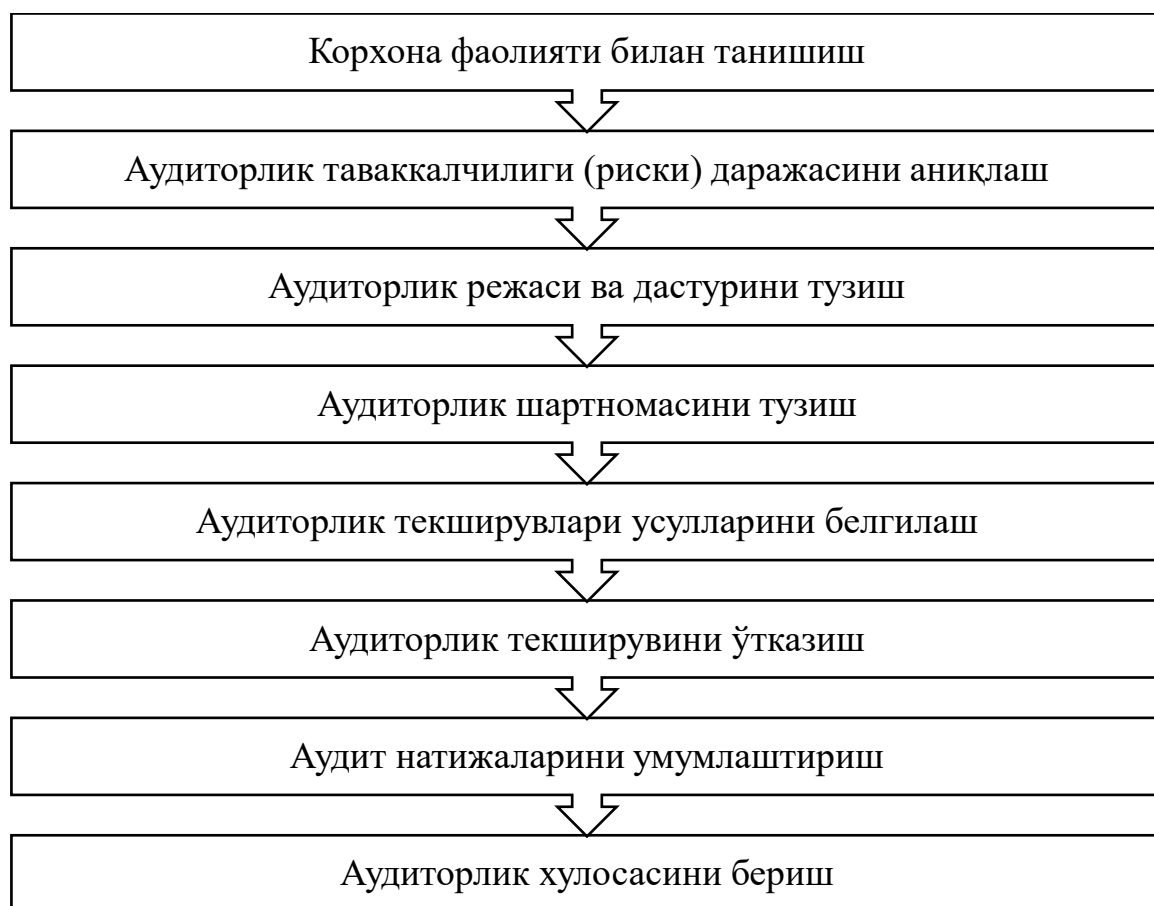 Корхона фаолияти билан танишиш
Аудиторлик таваккалчилиги (риски) даражасини аниқлаш
Аудиторлик режаси ва дастурини тузиш
Аудиторлик шартномасини тузиш
Аудиторлик текширувлари усулларини белгилаш
Аудиторлик текширувини ўтказиш
Аудит натижаларини умумлаштириш
Аудиторлик хулосасини бериш